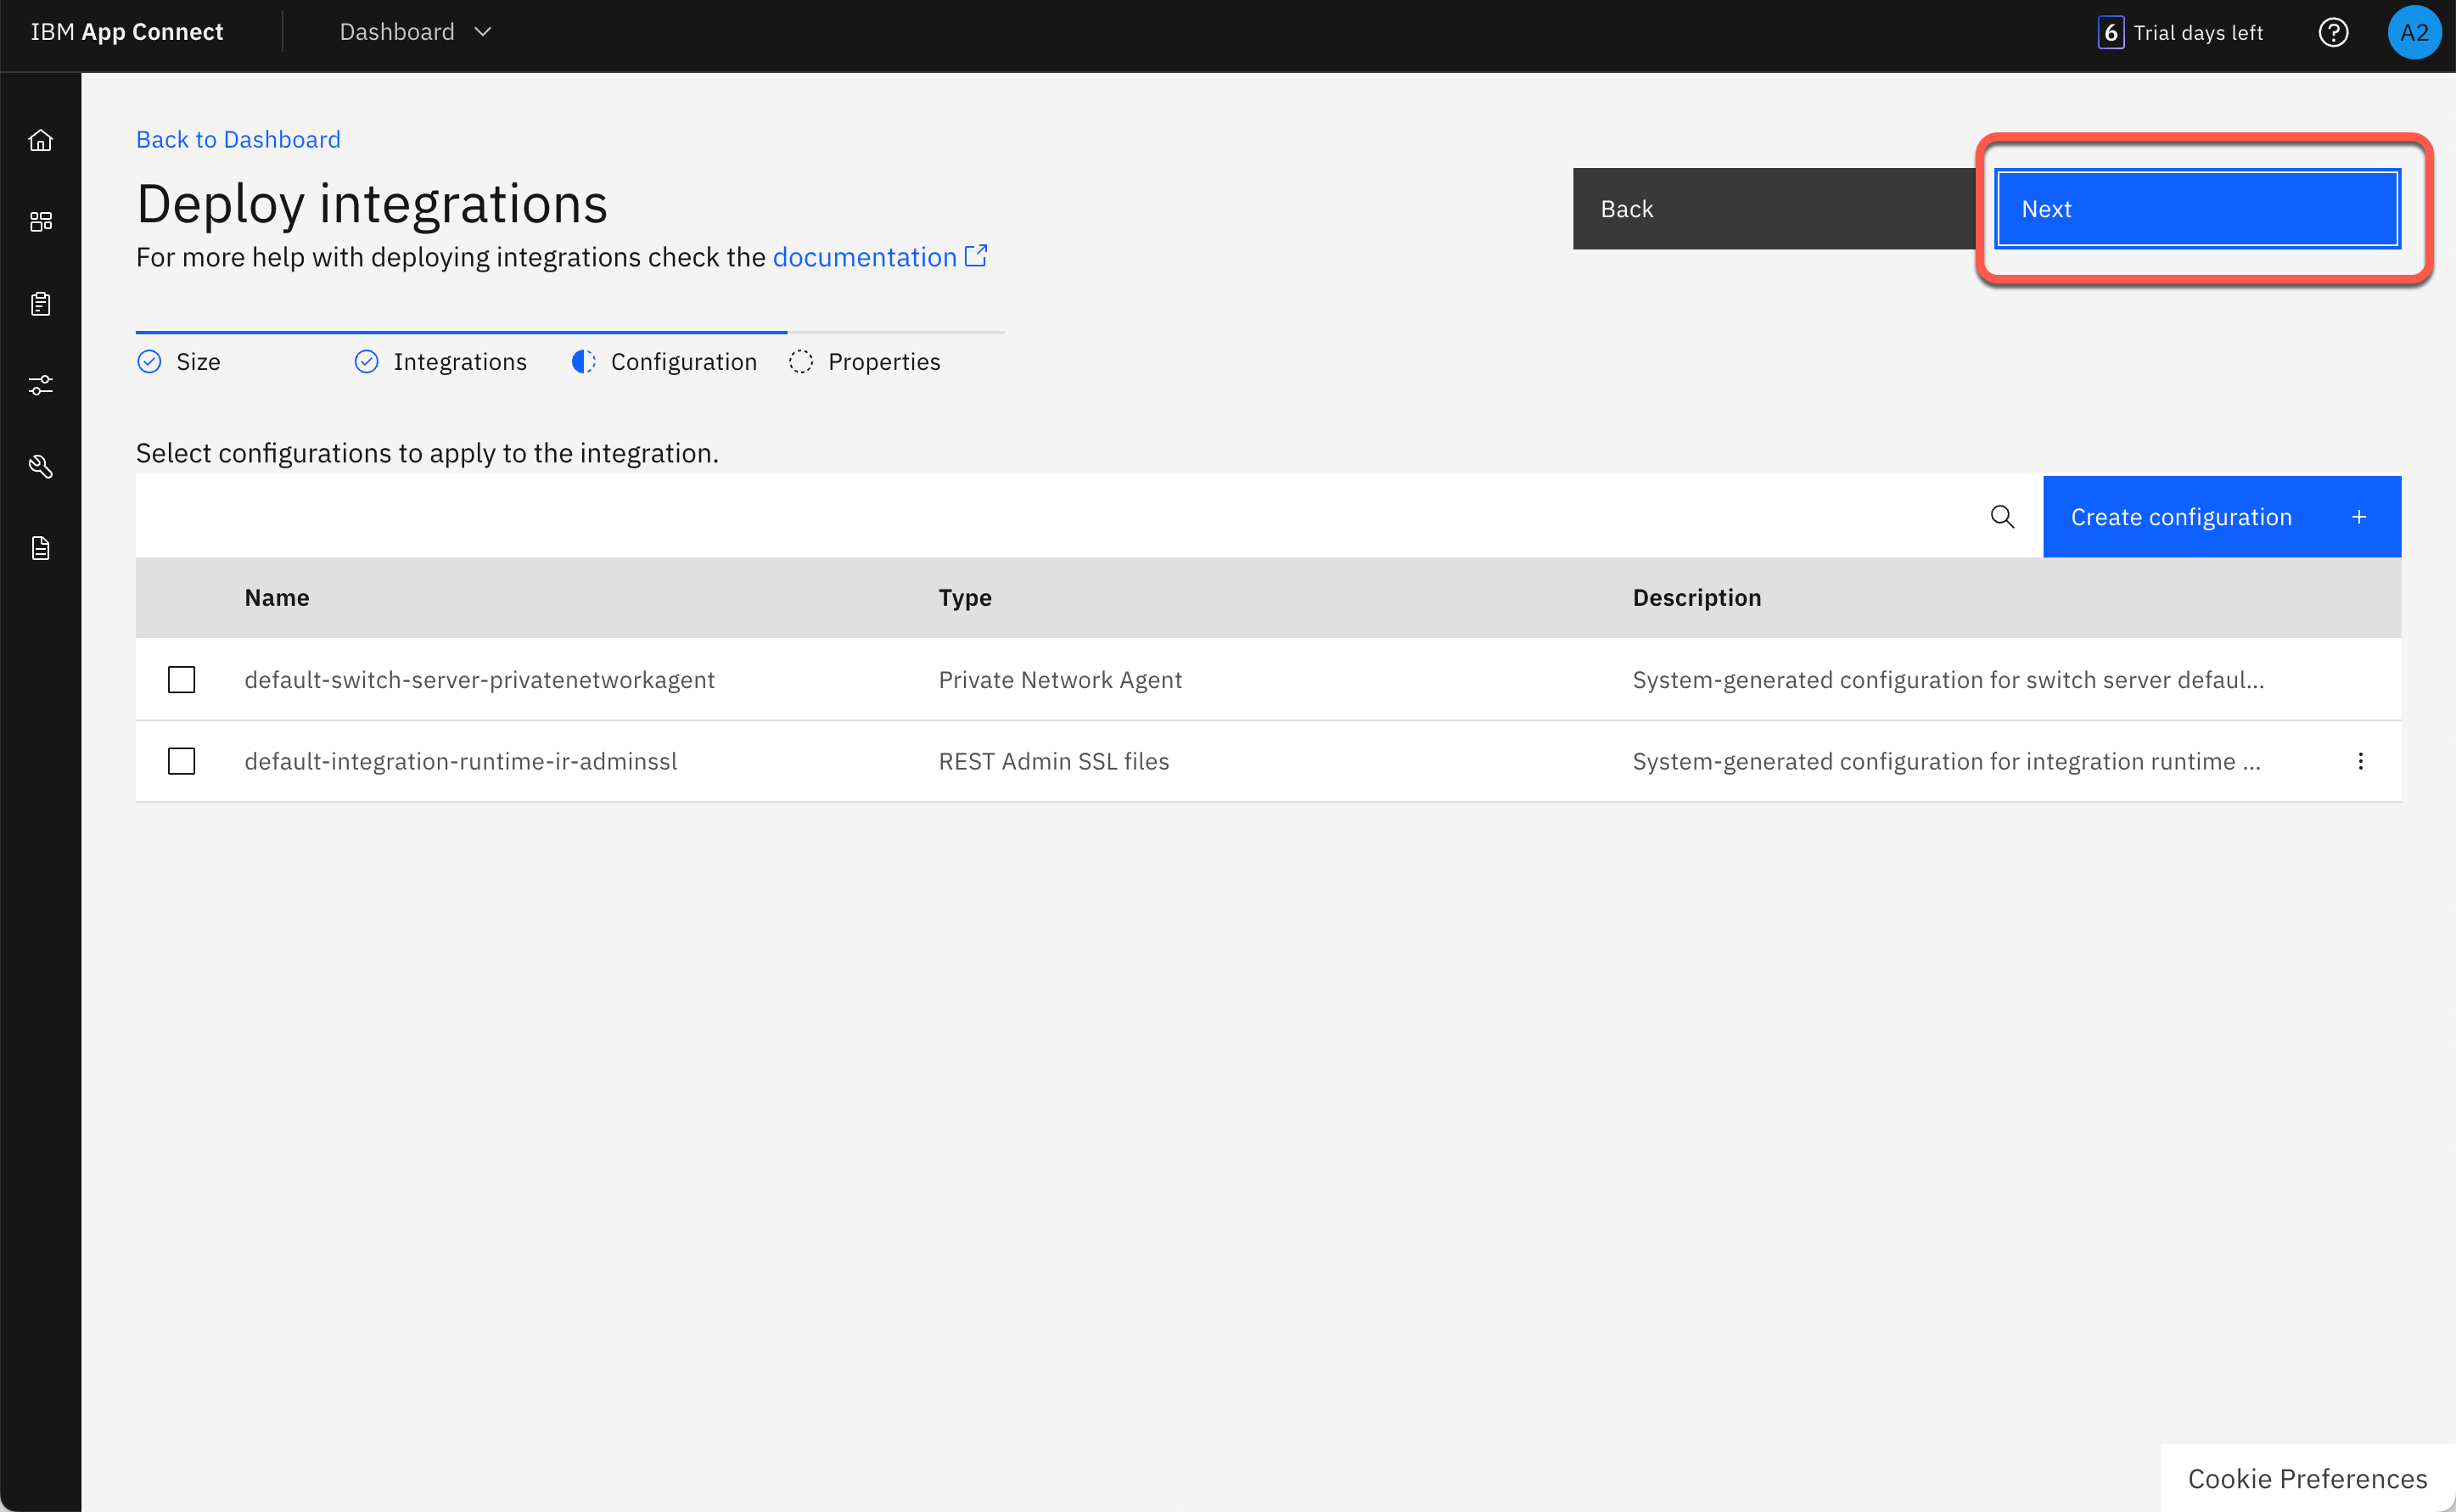 IBM App Connect
Dashboard
6 Trial days left
A2
Back to Dashboard
Deploy integrations
For more help with deploying integrations check the documentation
Back
Next
Size
Integrations
Configuration
Properties
Select configurations to apply to the integration.
Create configuration +
Name Type Description
default-switch-server-privatenetworkagent Private Network Agent System-generated configuration for switch server defaul...
default-integration-runtime-ir-adminssl REST Admin SSL files System-generated configuration for integration runtime ...
Cookie Preferences